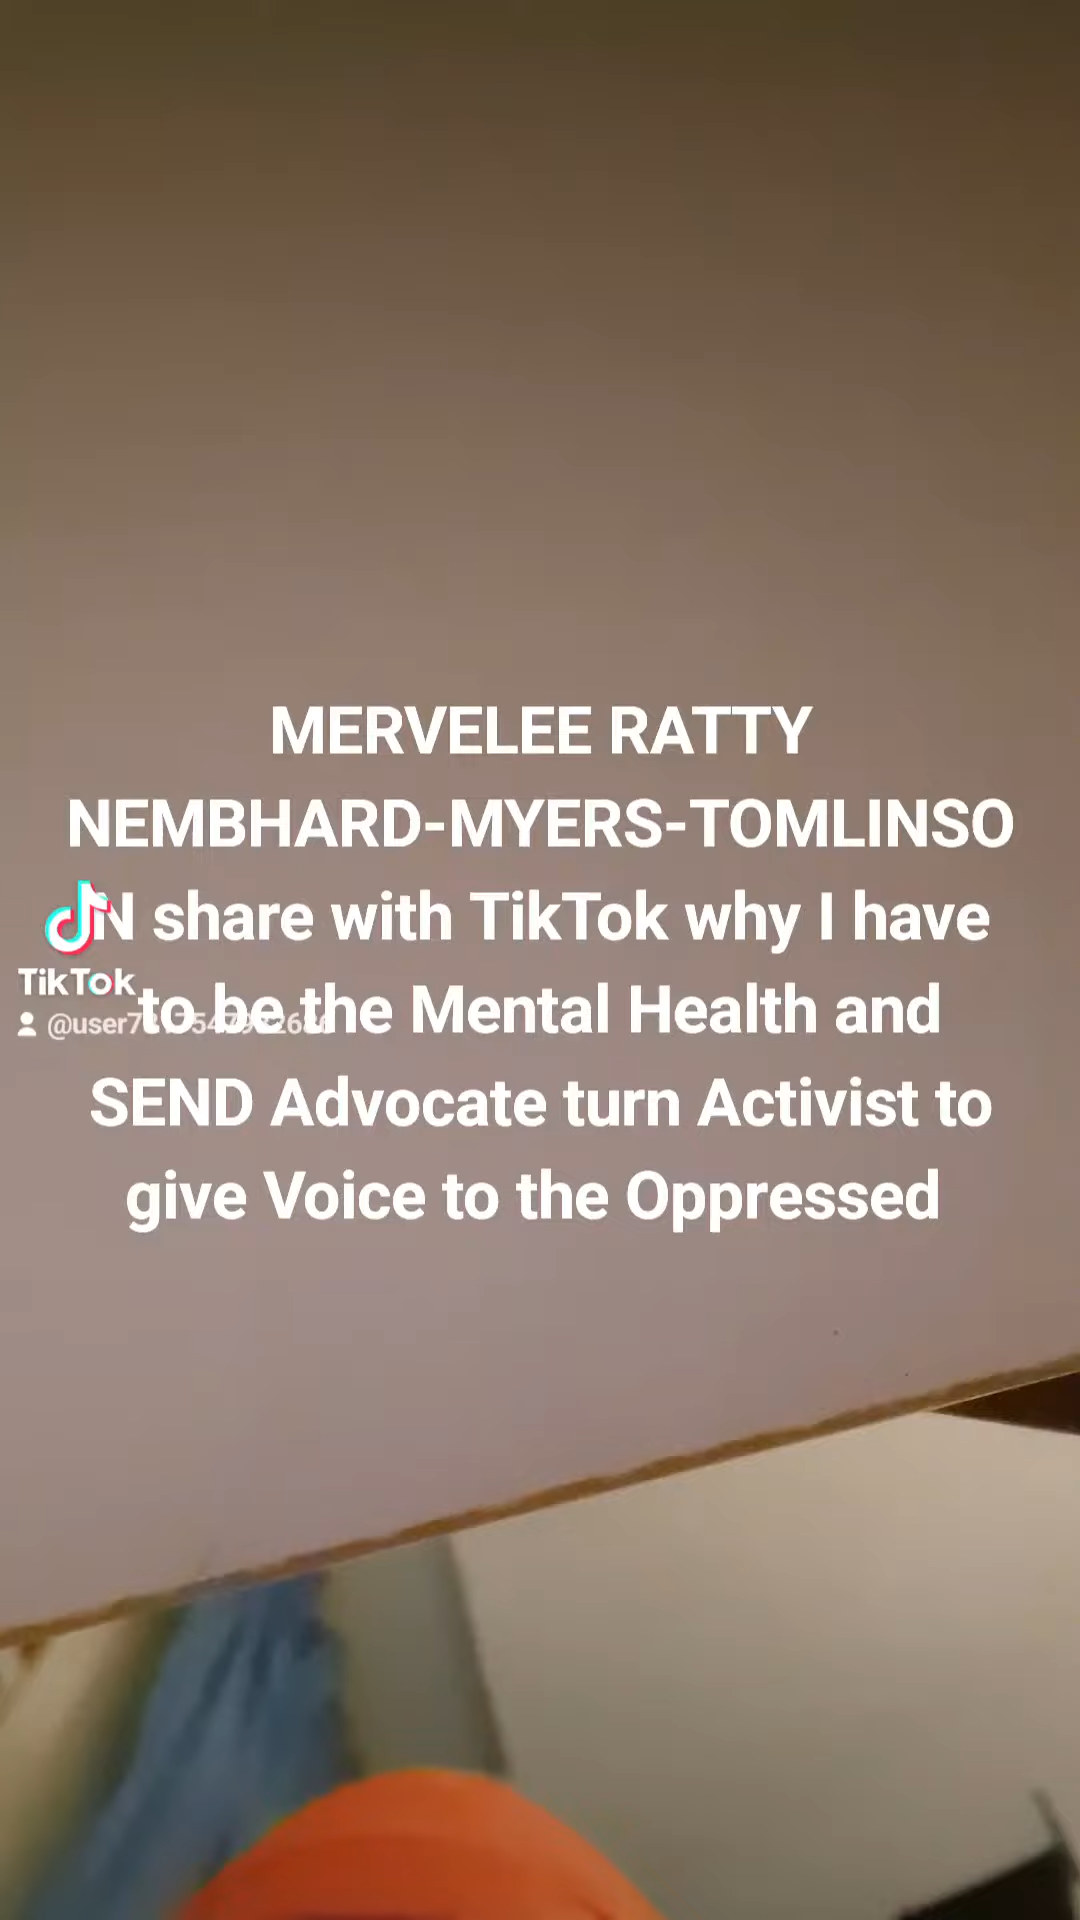 MERVELEE RATTY
NEMBHARD-MYERS-TOMLINSO
N share with TikTok why I have
TikTok
to be the Mental Health and
SEND Advocate turn Activist to
give Voice to the Oppressed